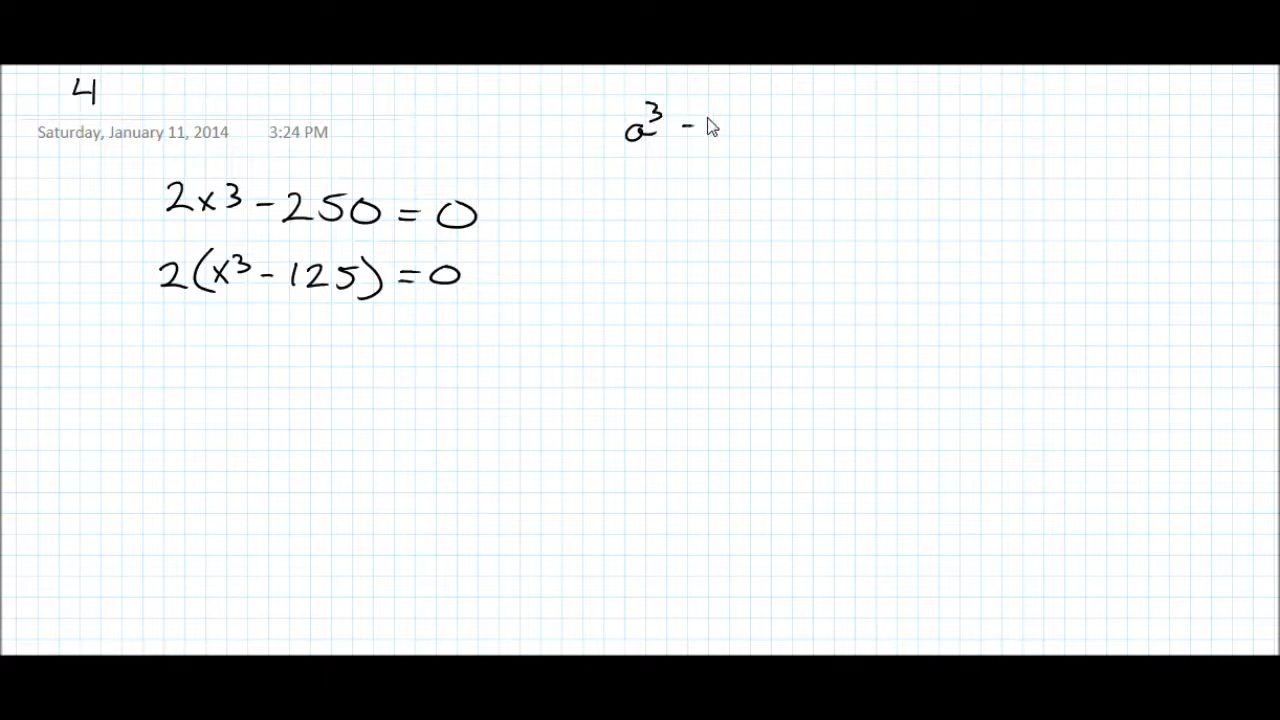 4
Saturday, January 11, 2014 3:24 PM
a³ -
2x³ - 250 = 0
2(x³ - 125) = 0